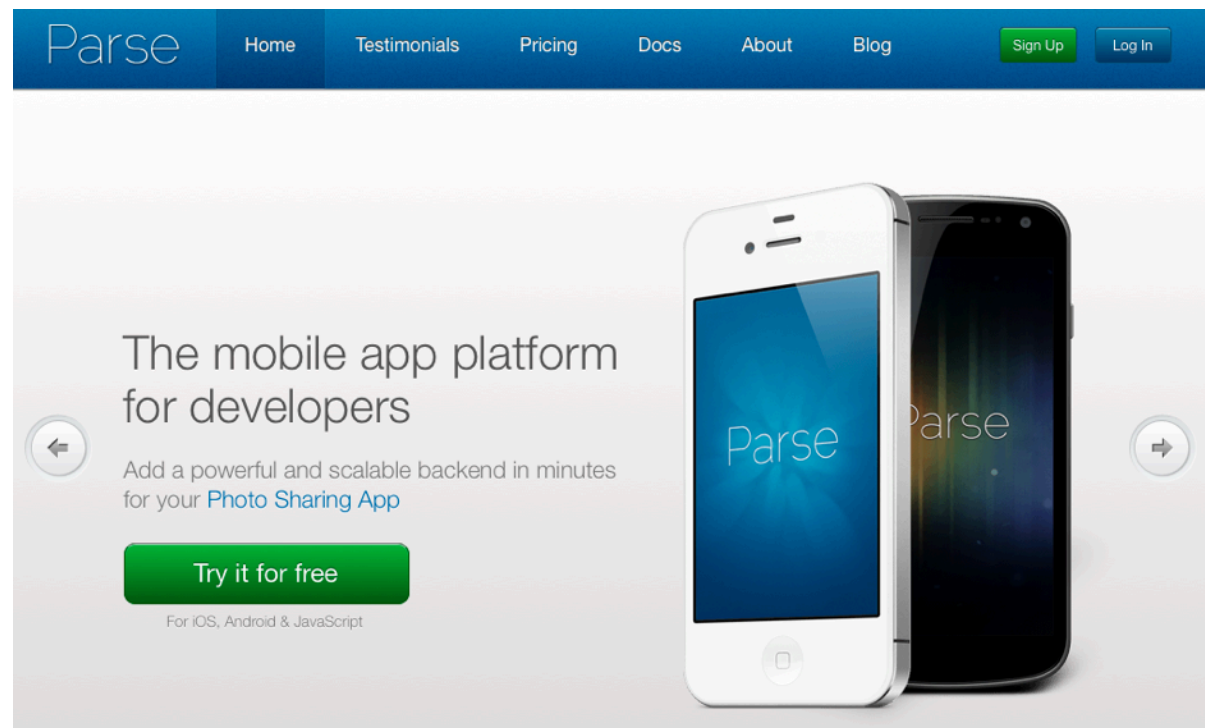 Parse
Home
Testimonials
Pricing
Docs
About
Blog
Sign Up
Log In
The mobile app platform
for developers
Add a powerful and scalable backend in minutes
for your Photo Sharing App
Try it for free
For iOS, Android & JavaScript
Parse
Parse